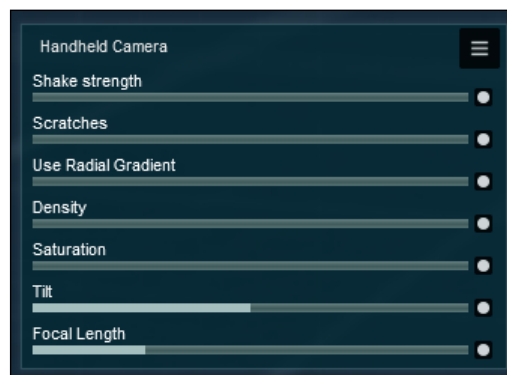 Handheld Camera
Shake strength
Scratches
Use Radial Gradient
Density
Saturation
Tilt
Focal Length